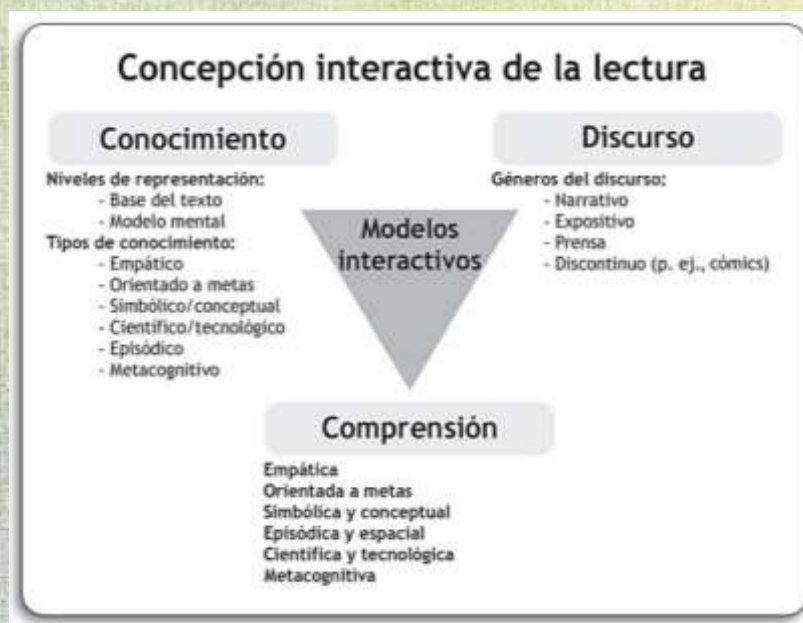 Concepción interactiva de la lectura
Conocimiento
Niveles de representación:
- Base del texto
- Modelo mental
Tipos de conocimiento:
- Empático
- Orientado a metas
- Simbólico/conceptual
- Científico/tecnológico
- Episódico
- Metacognitivo
Modelos
interactivos
Discurso
Géneros del discurso:
- Narrativo
- Expositivo
- Prensa
- Discontinuo (p. ej., cómics)
Comprensión
Empática
Orientada a metas
Simbólica y conceptual
Episódica y espacial
Científica y tecnológica
Metacognitiva